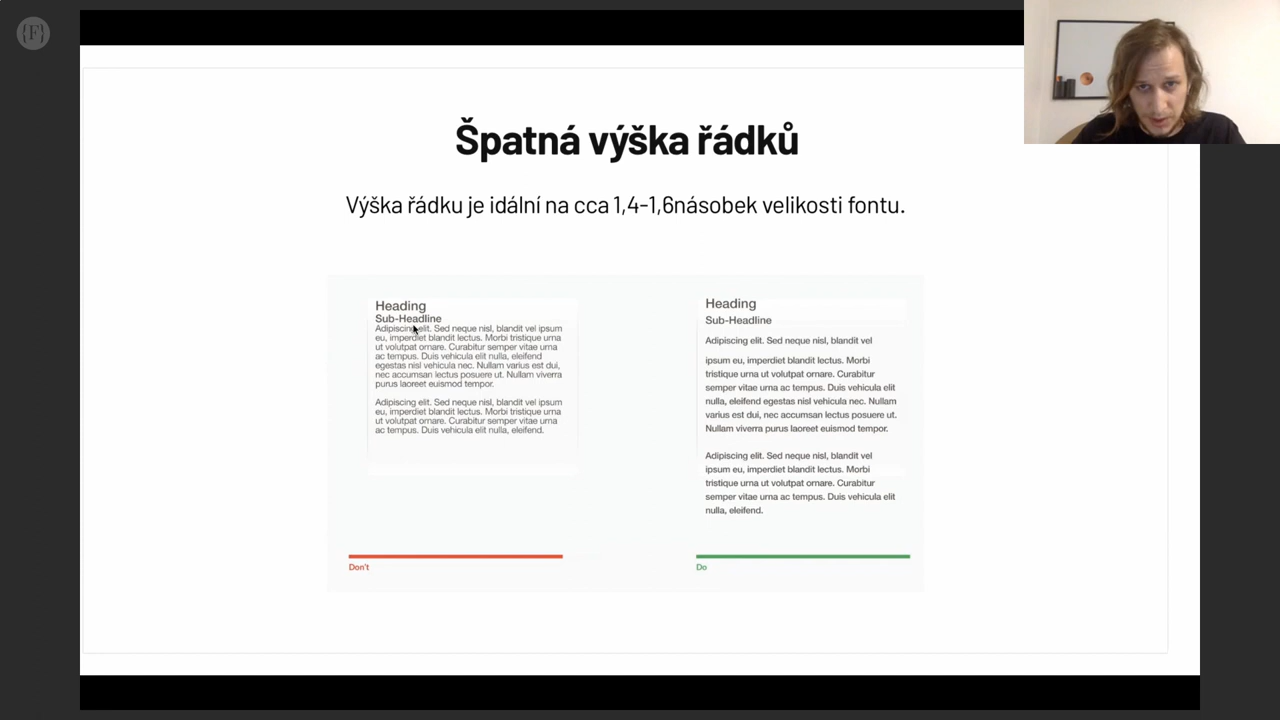 {F}
Špatná výška řádků
Výška řádku je idální na cca 1,4-1,6násobek velikosti fontu.
Heading
Sub-Headline
Adipiscing elit. Sed neque nisl, blandit vel ipsum
eu, imperdiet blandit lectus. Morbi tristique urna
ut volutpat ornare. Curabitur semper vitae urna
ac tempus. Duis vehicula elit nulla, eleifend
egestas nisl vehicula nec. Nullam varius est dui,
nec accumsan lectus posuere ut. Nullam viverra
purus laoreet euismod tempor.
Adipiscing elit. Sed neque nisl, blandit vel ipsum
eu, imperdiet blandit lectus. Morbi tristique urna
ut volutpat ornare. Curabitur semper vitae urna
ac tempus. Duis vehicula elit nulla, eleifend.
Don't
Heading
Sub-Headline
Adipiscing elit. Sed neque nisl, blandit vel
ipsum eu, imperdiet blandit lectus. Morbi
tristique urna ut volutpat ornare. Curabitur
semper vitae urna ac tempus. Duis vehicula elit
nulla, eleifend egestas nisl vehicula nec. Nullam
varius est dui, nec accumsan lectus posuere ut.
Nullam viverra purus laoreet euismod tempor.
Adipiscing elit. Sed neque nisl, blandit vel
ipsum eu, imperdiet blandit lectus. Morbi
tristique urna ut volutpat ornare. Curabitur
semper vitae urna ac tempus. Duis vehicula elit
nulla, eleifend.
Do